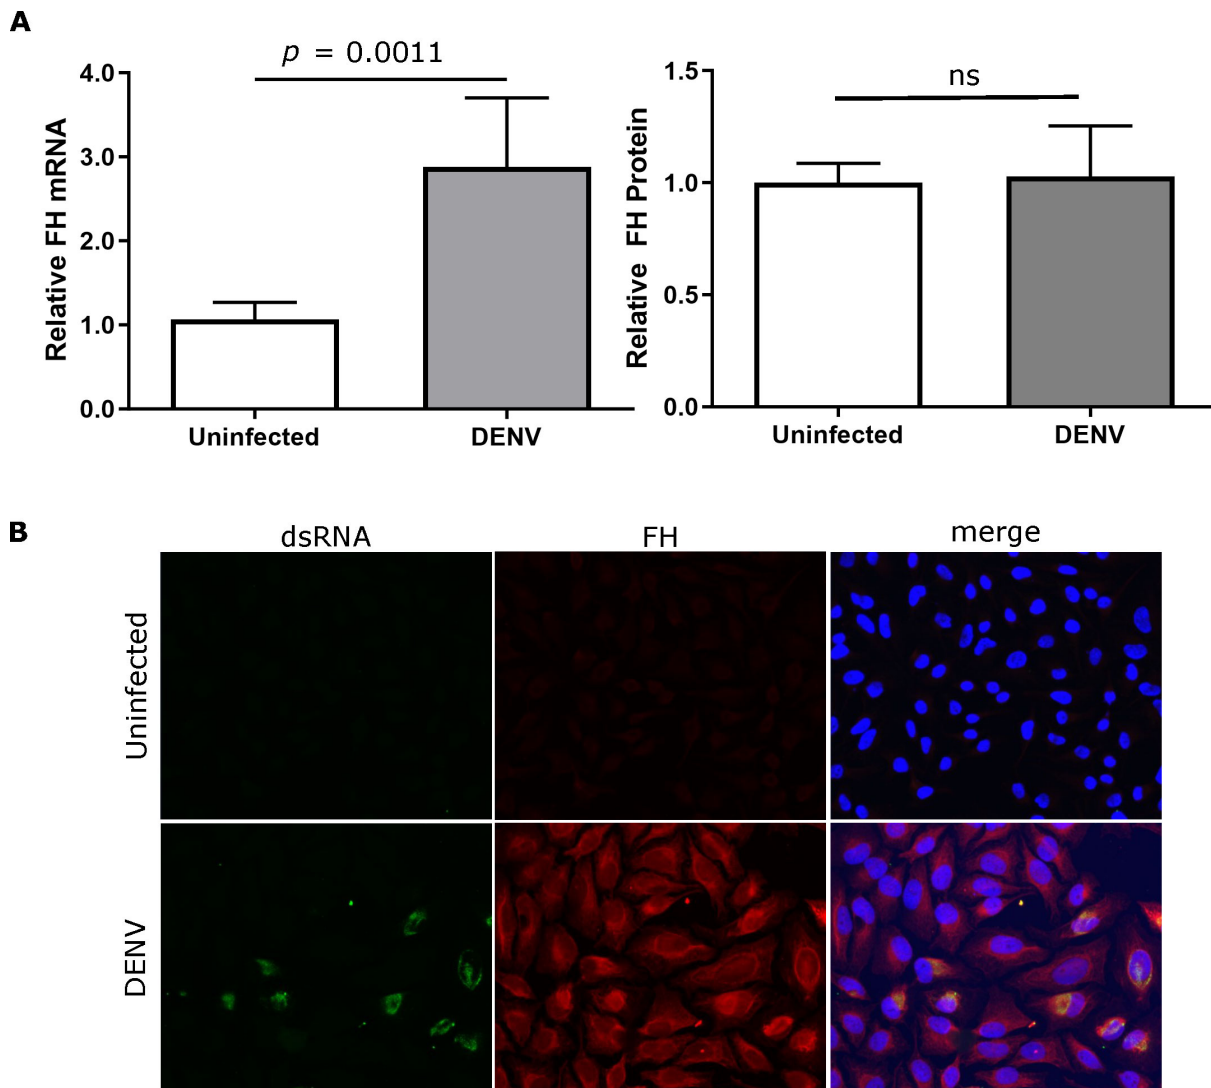 A
p = 0.0011
Relative FH mRNA
4.0
3.0
2.0
1.0
0.0
Uninfected
DENV
ns
Relative FH Protein
1.5
1.0
0.5
0.0
Uninfected
DENV
B
dsRNA
FH
merge
Uninfected
DENV